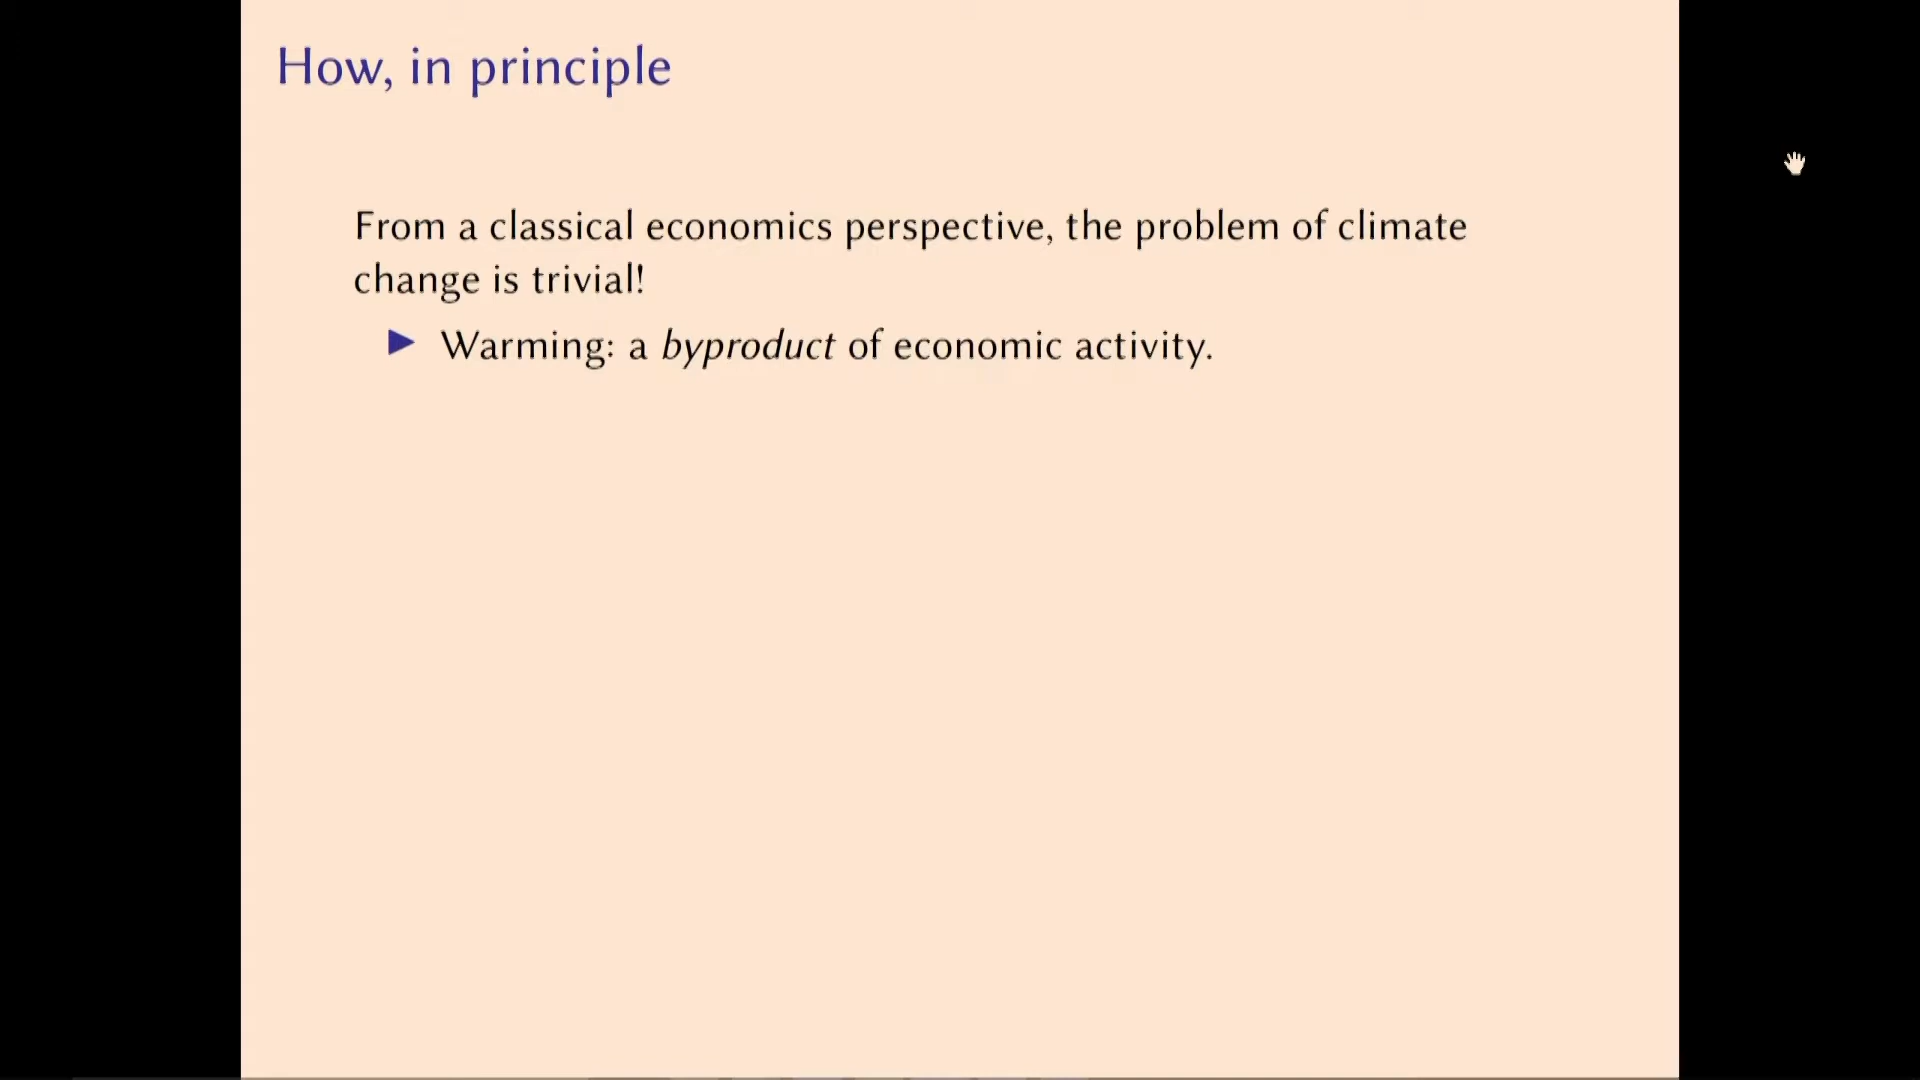 How, in principle
From a classical economics perspective, the problem of climate
change is trivial!
▶ Warming: a byproduct of economic activity.